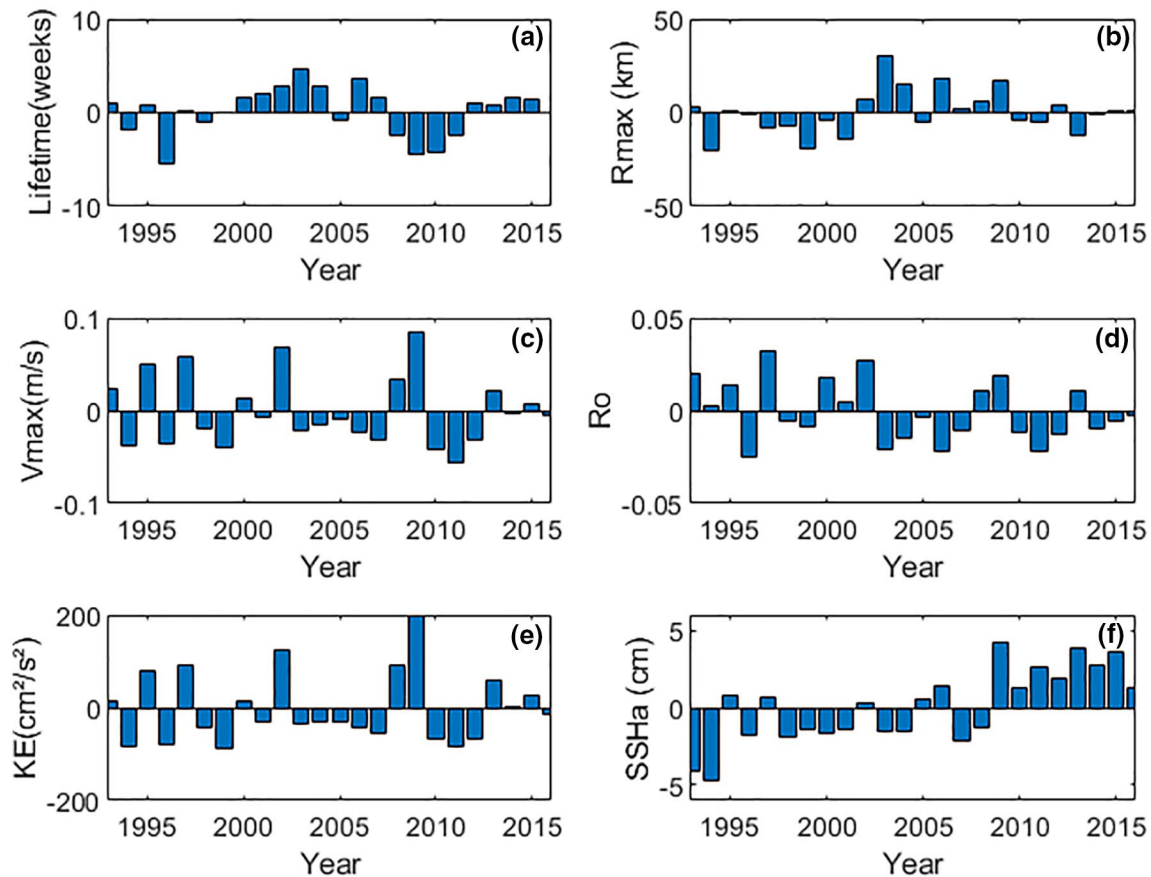 10
(a)
Lifetime(weeks)
0
-10
1995 2000 2005 2010 2015
Year
50
(b)
Rmax (km)
0
-50
1995 2000 2005 2010 2015
Year
0.1
(c)
Vmax(m/s)
0
-0.1
1995 2000 2005 2010 2015
Year
0.05
(d)
Ro
0
-0.05
1995 2000 2005 2010 2015
Year
200
(e)
KE(cm²/s²)
0
-200
1995 2000 2005 2010 2015
Year
5
(f)
SSHa (cm)
0
-5
1995 2000 2005 2010 2015
Year